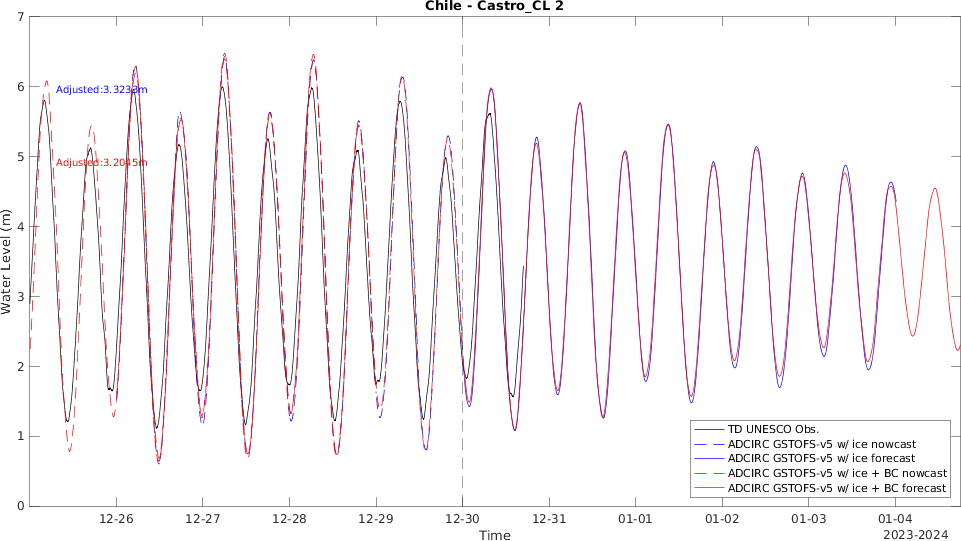 Chile - Castro_CL 2
7
6
5
4
3
2
1
0
Water Level (m)
Adjusted:3.3233m
Adjusted:3.2045m
12-26
12-27
12-28
12-29
12-30
12-31
01-01
01-02
01-03
01-04
Time
2023-2024
TD UNESCO Obs.
ADCIRC GSTOFS-v5 w/ ice nowcast
ADCIRC GSTOFS-v5 w/ ice forecast
ADCIRC GSTOFS-v5 w/ ice + BC nowcast
ADCIRC GSTOFS-v5 w/ ice + BC forecast